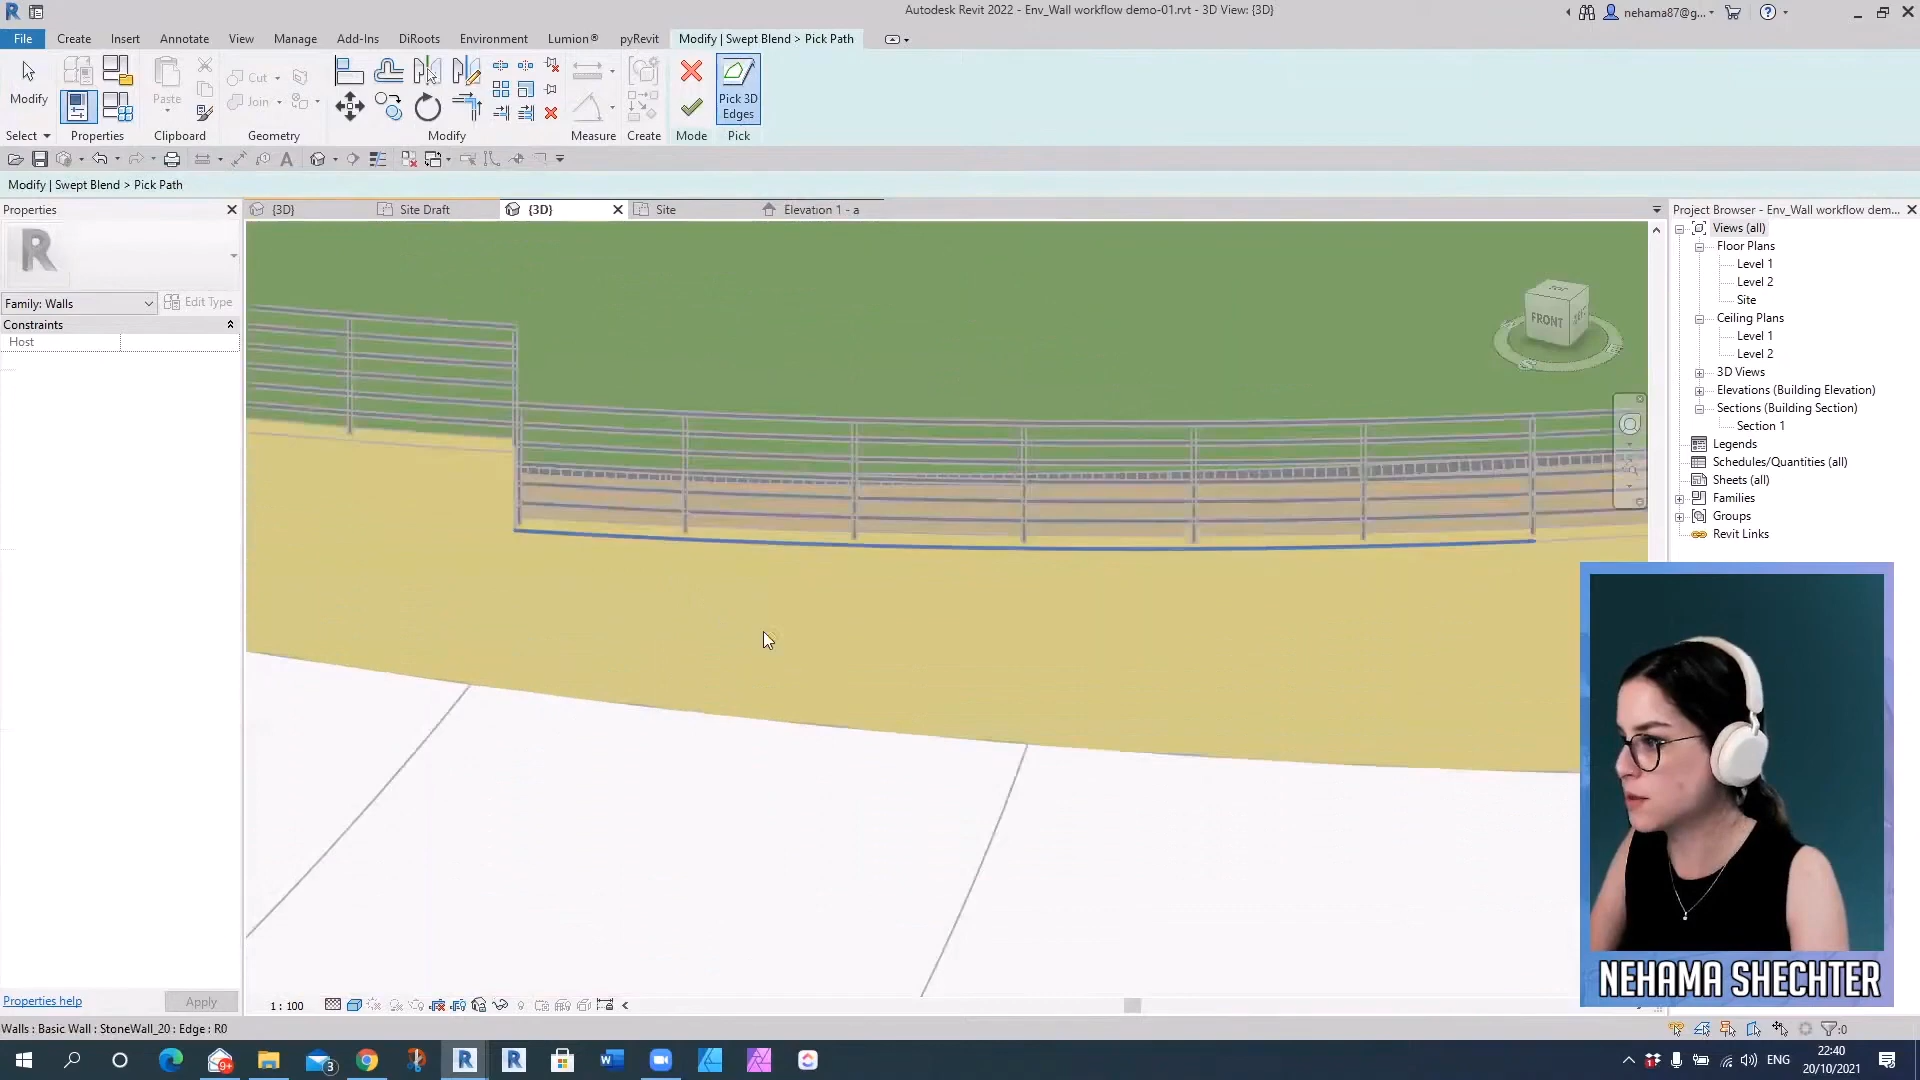 Autodesk Revit 2022 - Env_Wall workflow demo-01.rvt - 3D View: {3D}
nehama87@g...
File Create Insert Annotate View Manage Add-Ins DiRoots Environment Lumion® pyRevit Modify | Swept Blend > Pick Path
Modify
Paste
Cut
Join
Pick 3D
Edges
Select Properties Clipboard Geometry Modify Measure Create Mode Pick
Modify | Swept Blend > Pick Path
Properties
{3D} Site Draft {3D} Site Elevation 1 - a
Project Browser - Env_Wall workflow dem...
Family: Walls
Edit Type
Constraints
Host
FRONT
Views (all)
Floor Plans
Level 1
Level 2
Site
Ceiling Plans
Level 1
Level 2
3D Views
Elevations (Building Elevation)
Sections (Building Section)
Section 1
Legends
Schedules/Quantities (all)
Sheets (all)
Families
Groups
Revit Links
NEHAMA SHECHTER
Properties help
Apply
1 : 100
Walls : Basic Wall : StoneWall_20 : Edge : R0
:0
9+
3
ENG
22:40
20/10/2021